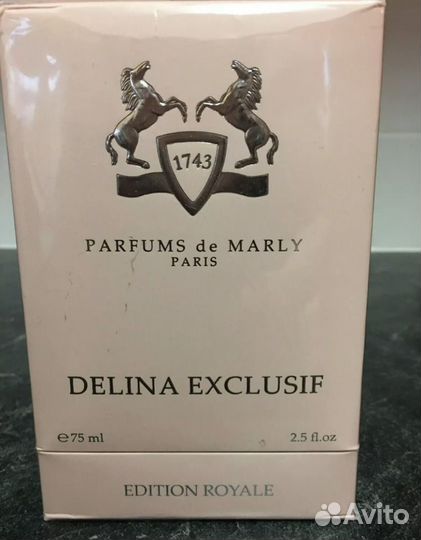 1743
PARFUMS de MARLY
PARIS
DELINA EXCLUSIF
℮75 ml 2.5 fl.oz
EDITION ROYALE
Avito